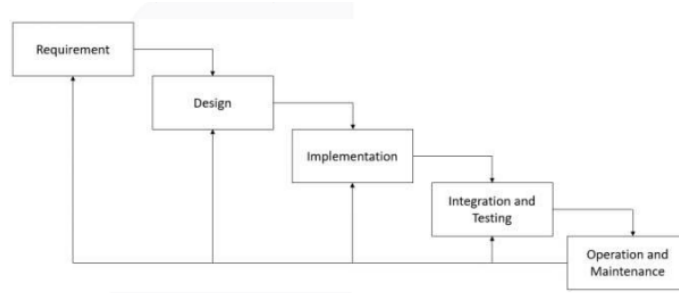 Requirement
Design
Implementation
Integration and
Testing
Operation and
Maintenance